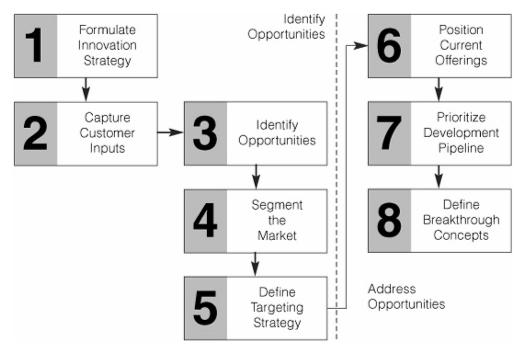 1
Formulate
Innovation
Strategy
2
Capture
Customer
Inputs
3
Identify
Opportunities
4
Segment
the
Market
5
Define
Targeting
Strategy
Identify
Opportunities
6
Position
Current
Offerings
7
Prioritize
Development
Pipeline
8
Define
Breakthrough
Concepts
Address
Opportunities